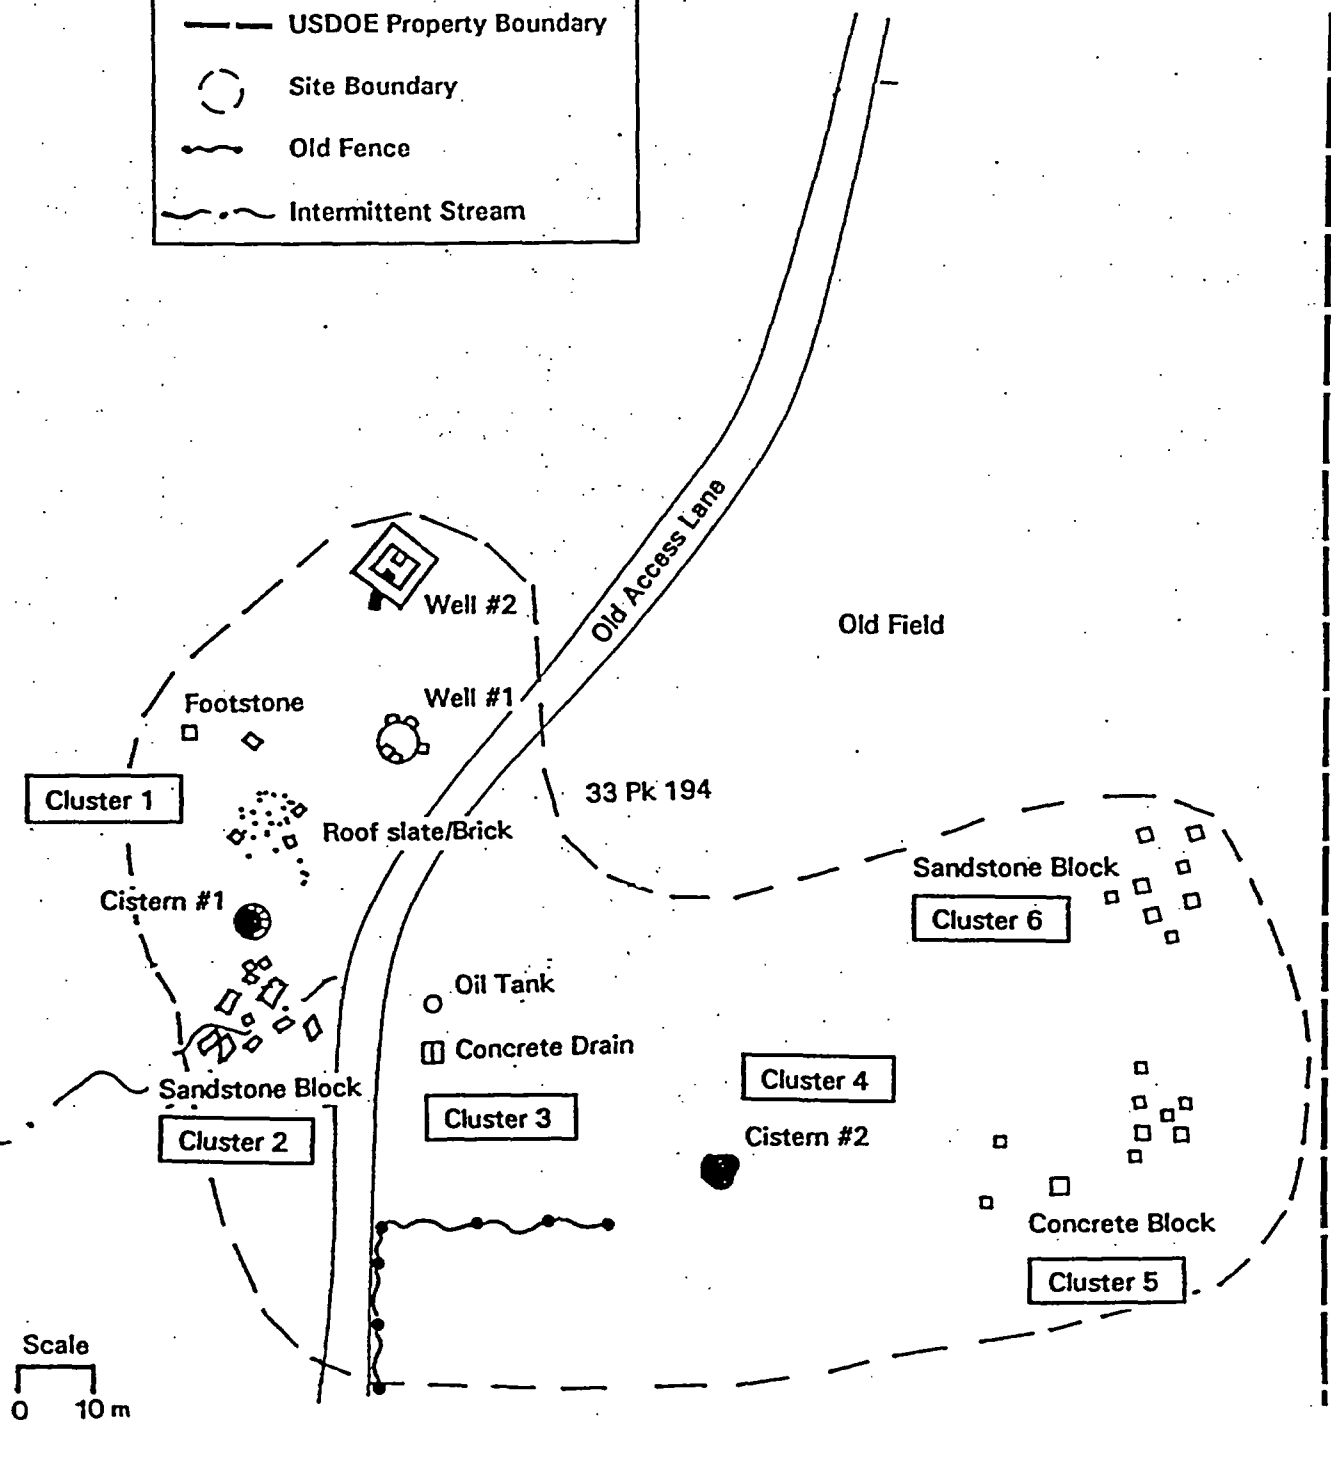 USDOE Property Boundary
Site Boundary
Old Fence
Intermittent Stream
Old Access Lane
Well #2
Old Field
Well #1
Footstone
33 Pk 194
Cluster 1
Roof slate/Brick
Sandstone Block
Cluster 6
Cistern #1
Oil Tank
Concrete Drain
Cluster 4
Sandstone Block
Cluster 3
Cluster 2
Cistern #2
Concrete Block
Cluster 5
Scale
0 10 m